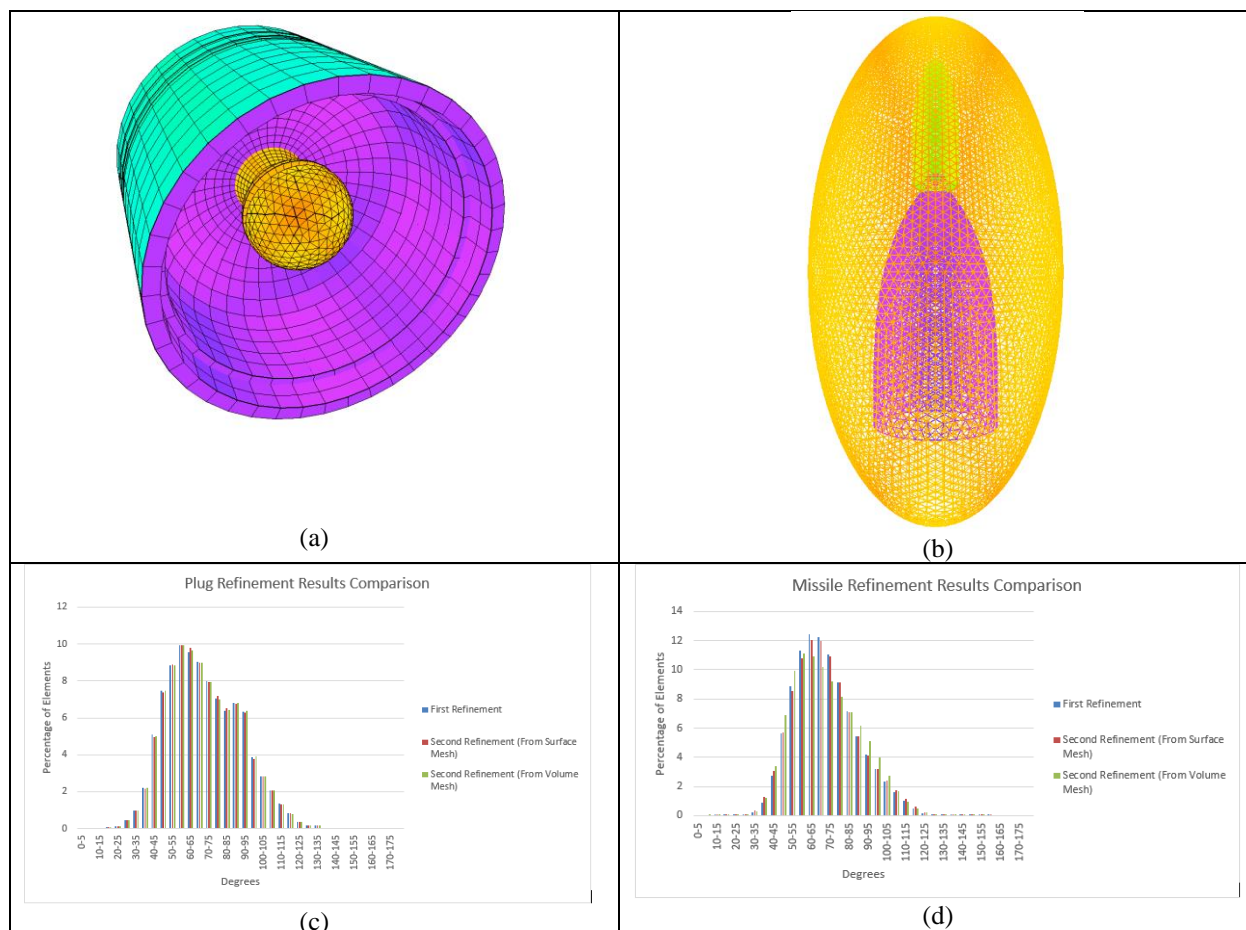 (a)
(b)
Plug Refinement Results Comparison
12
10
8
6
4
2
0
Percentage of Elements
0-5
10-15
20-25
30-35
40-45
50-55
60-65
70-75
80-85
90-95
100-105
110-115
120-125
130-135
140-145
150-155
160-165
170-175
Degrees
First Refinement
Second Refinement (From Surface
Mesh)
Second Refinement (From Volume
Mesh)
(c)
Missile Refinement Results Comparison
14
12
10
8
6
4
2
0
Percentage of Elements
0-5
10-15
20-25
30-35
40-45
50-55
60-65
70-75
80-85
90-95
100-105
110-115
120-125
130-135
140-145
150-155
160-165
170-175
Degrees
First Refinement
Second Refinement (From Surface
Mesh)
Second Refinement (From Volume
Mesh)
(d)